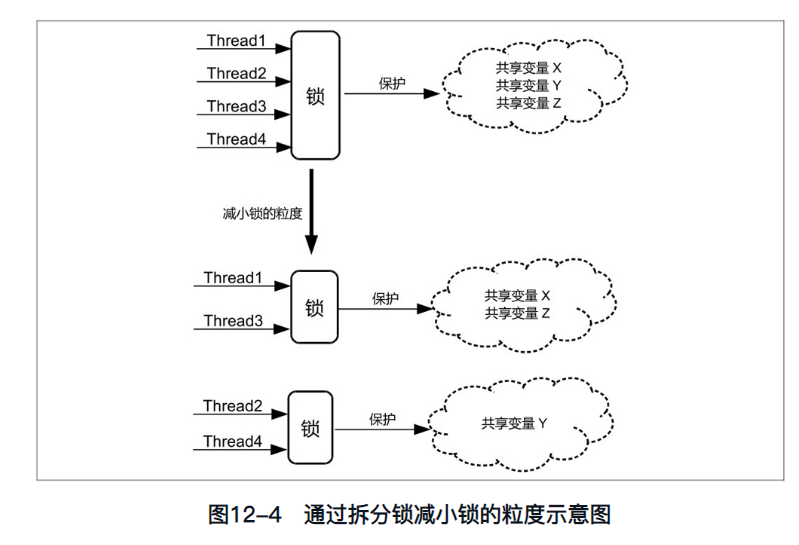 Thread1
Thread2
Thread3
Thread4
锁
保护
共享变量 X
共享变量 Y
共享变量 Z
减小锁的粒度
Thread1
Thread3
锁
保护
共享变量 X
共享变量 Z
Thread2
Thread4
锁
保护
共享变量 Y
图12-4 通过拆分锁减小锁的粒度示意图